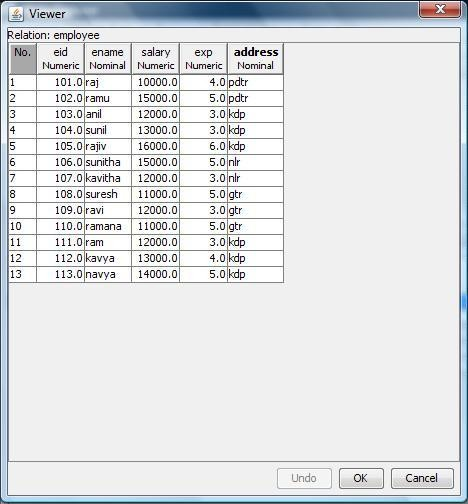 Viewer
Relation: employee
No. eid ename salary exp address
Numeric Nominal Numeric Numeric Nominal
1 101.0 raj 10000.0 4.0 pdtr
2 102.0 ramu 15000.0 5.0 pdtr
3 103.0 anil 12000.0 3.0 kdp
4 104.0 sunil 13000.0 3.0 kdp
5 105.0 rajiv 16000.0 6.0 kdp
6 106.0 sunitha 15000.0 5.0 nlr
7 107.0 kavitha 12000.0 3.0 nlr
8 108.0 suresh 11000.0 5.0 gtr
9 109.0 ravi 12000.0 3.0 gtr
10 110.0 ramana 11000.0 5.0 gtr
11 111.0 ram 12000.0 3.0 kdp
12 112.0 kavya 13000.0 4.0 kdp
13 113.0 navya 14000.0 5.0 kdp
Undo OK Cancel